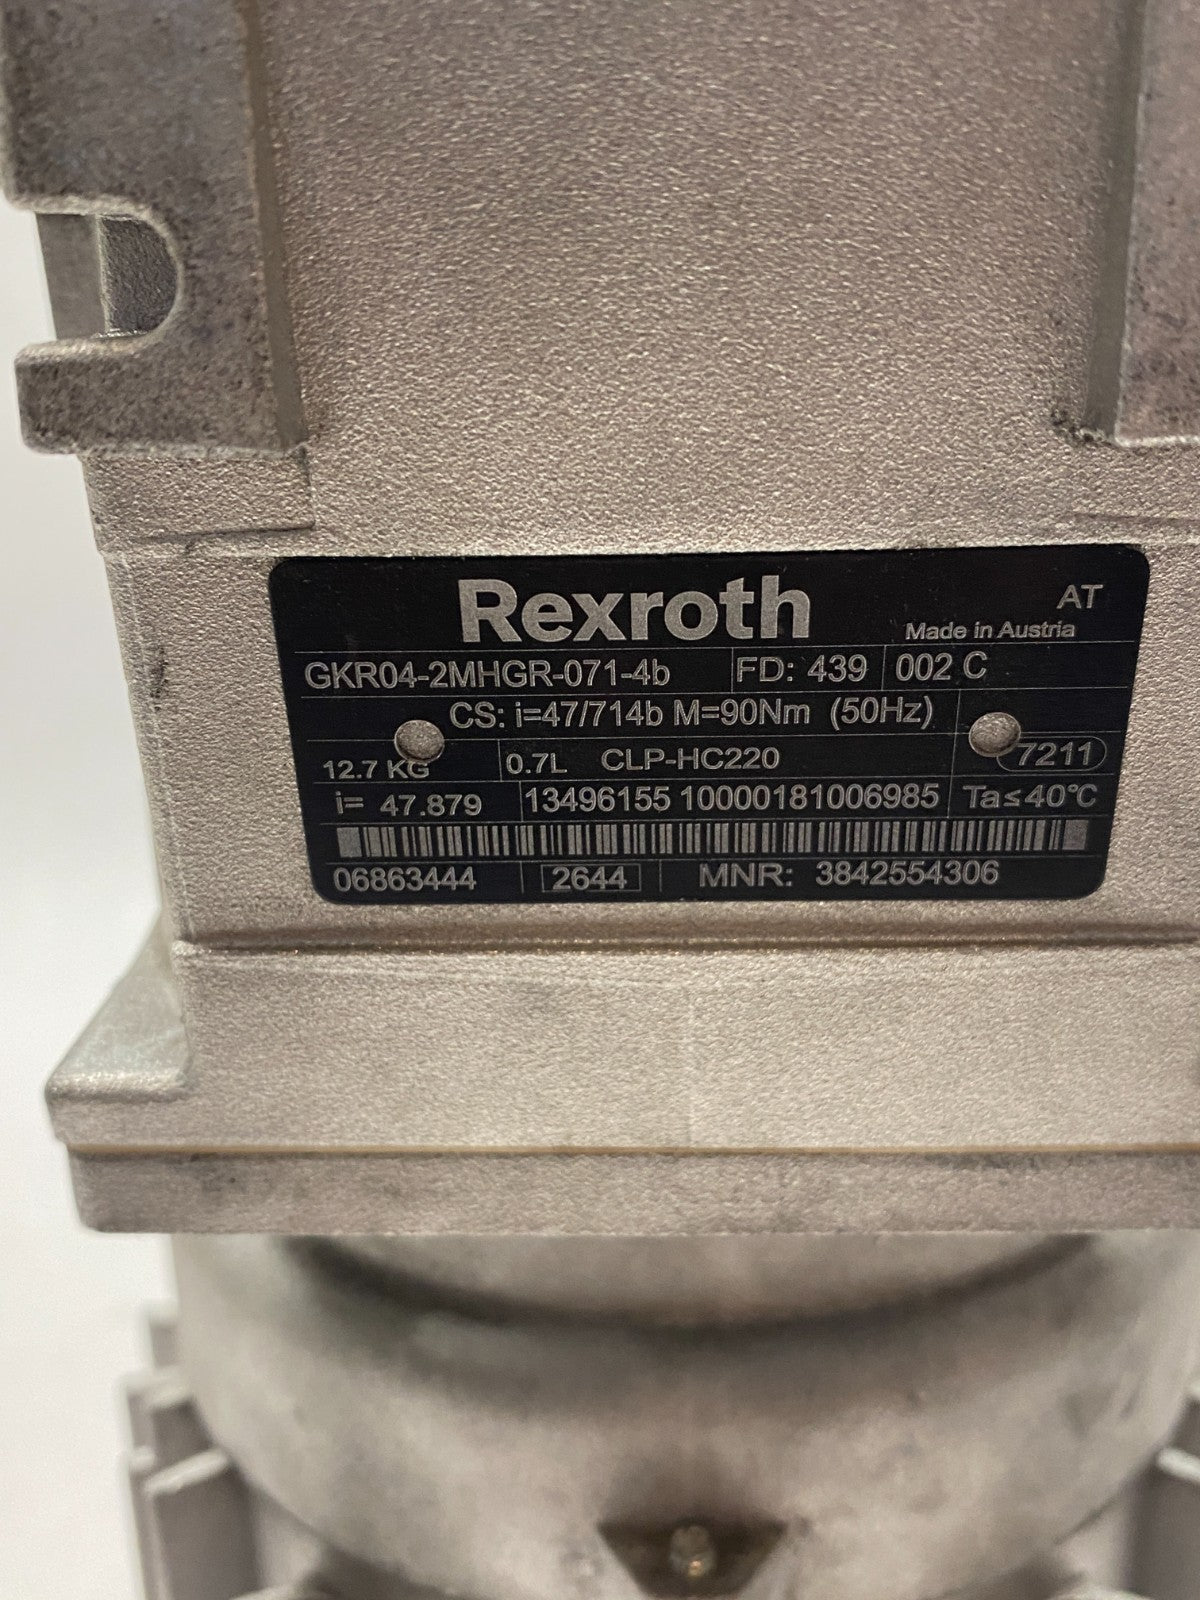 Rexroth AT
Made in Austria
GKR04-2MHGR-071-4b FD: 439 002 C
CS: i=47/714b M=90Nm (50Hz)
12.7 KG 0.7L CLP-HC220 7211
i= 47.879 13496155 10000181006985 Ta≤40°C
06863444 2644 MNR: 3842554306